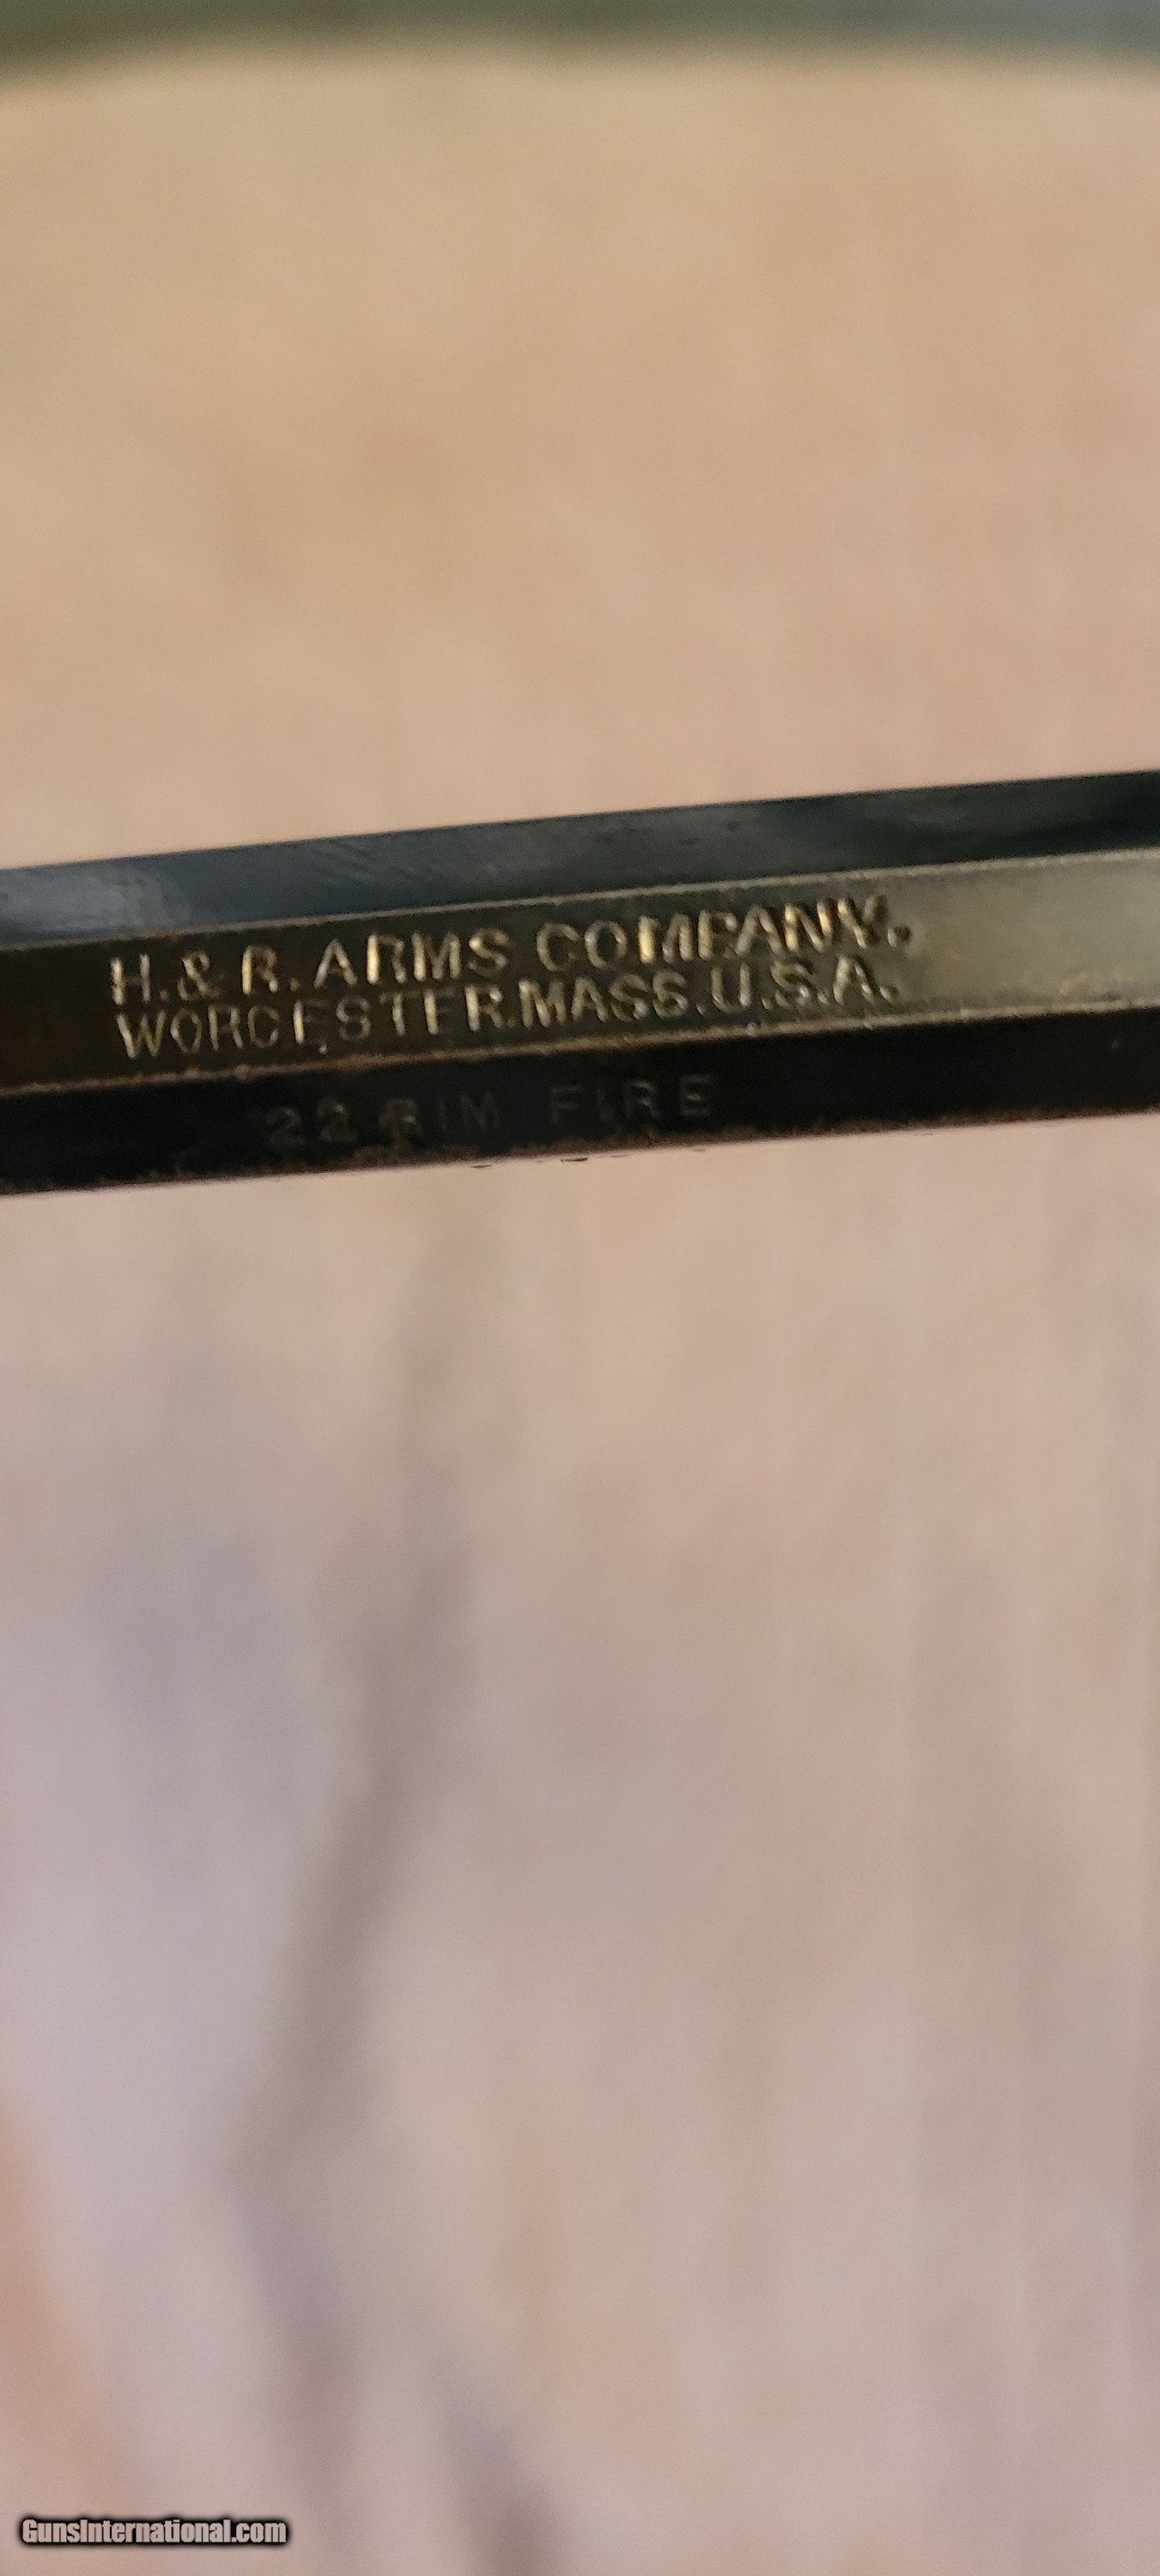 H.& R. ARMS COMPANY.
WORCESTER.MASS.U.S.A.
22 RIM FIRE
GunsInternational.com